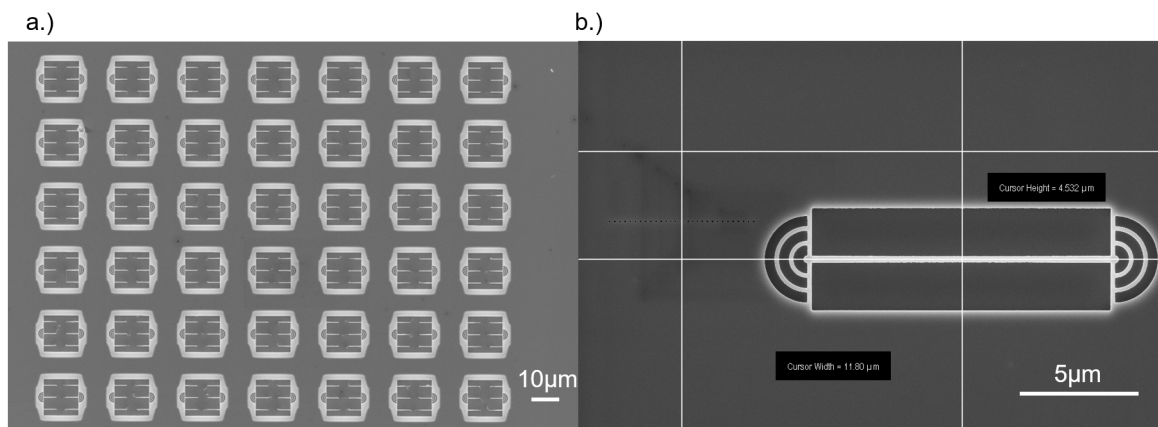 a.)
b.)
Cursor Height = 4.532 µm
Cursor Width = 11.80 µm
10µm
5µm